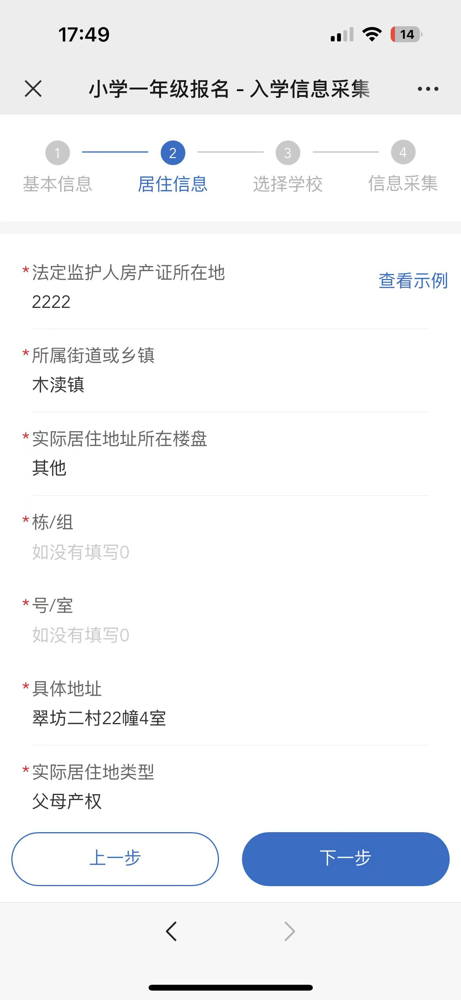 17:49
14
小学一年级报名 - 入学信息采集
1
2
3
4
基本信息
居住信息
选择学校
信息采集
*法定监护人房产证所在地
查看示例
2222
*所属街道或乡镇
木渎镇
*实际居住地址所在楼盘
其他
*栋/组
如没有填写0
*号/室
如没有填写0
*具体地址
翠坊二村22幢4室
*实际居住地类型
父母产权
上一步
下一步